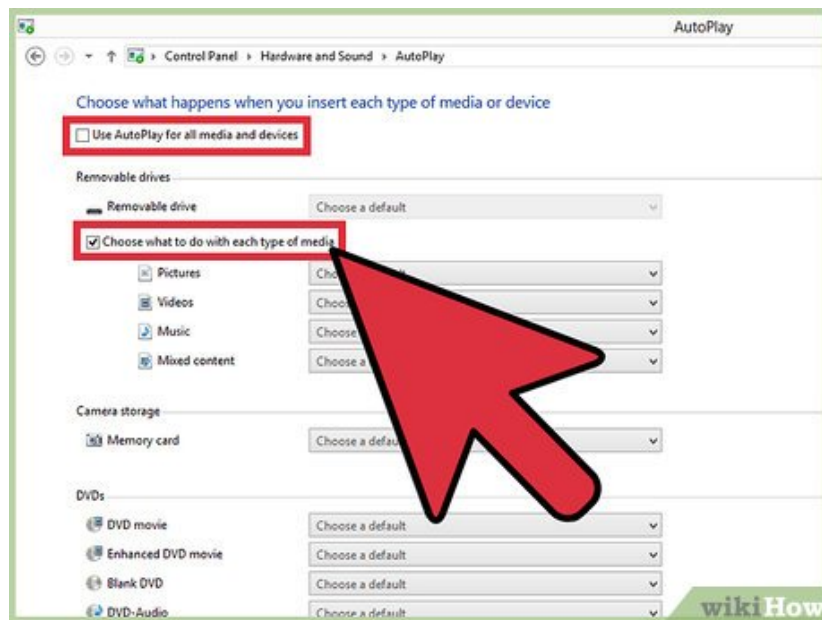 AutoPlay
Control Panel › Hardware and Sound › AutoPlay
Choose what happens when you insert each type of media or device
Use AutoPlay for all media and devices
Removable drives
Removable drive Choose a default
Choose what to do with each type of media
Pictures
Videos
Music Choose
Mixed content Choose a
Camera storage
Memory card Choose a
DVDs
DVD movie Choose a default
Enhanced DVD movie Choose a default
Blank DVD Choose a default
DVD-Audio Choose a default
wikiHow